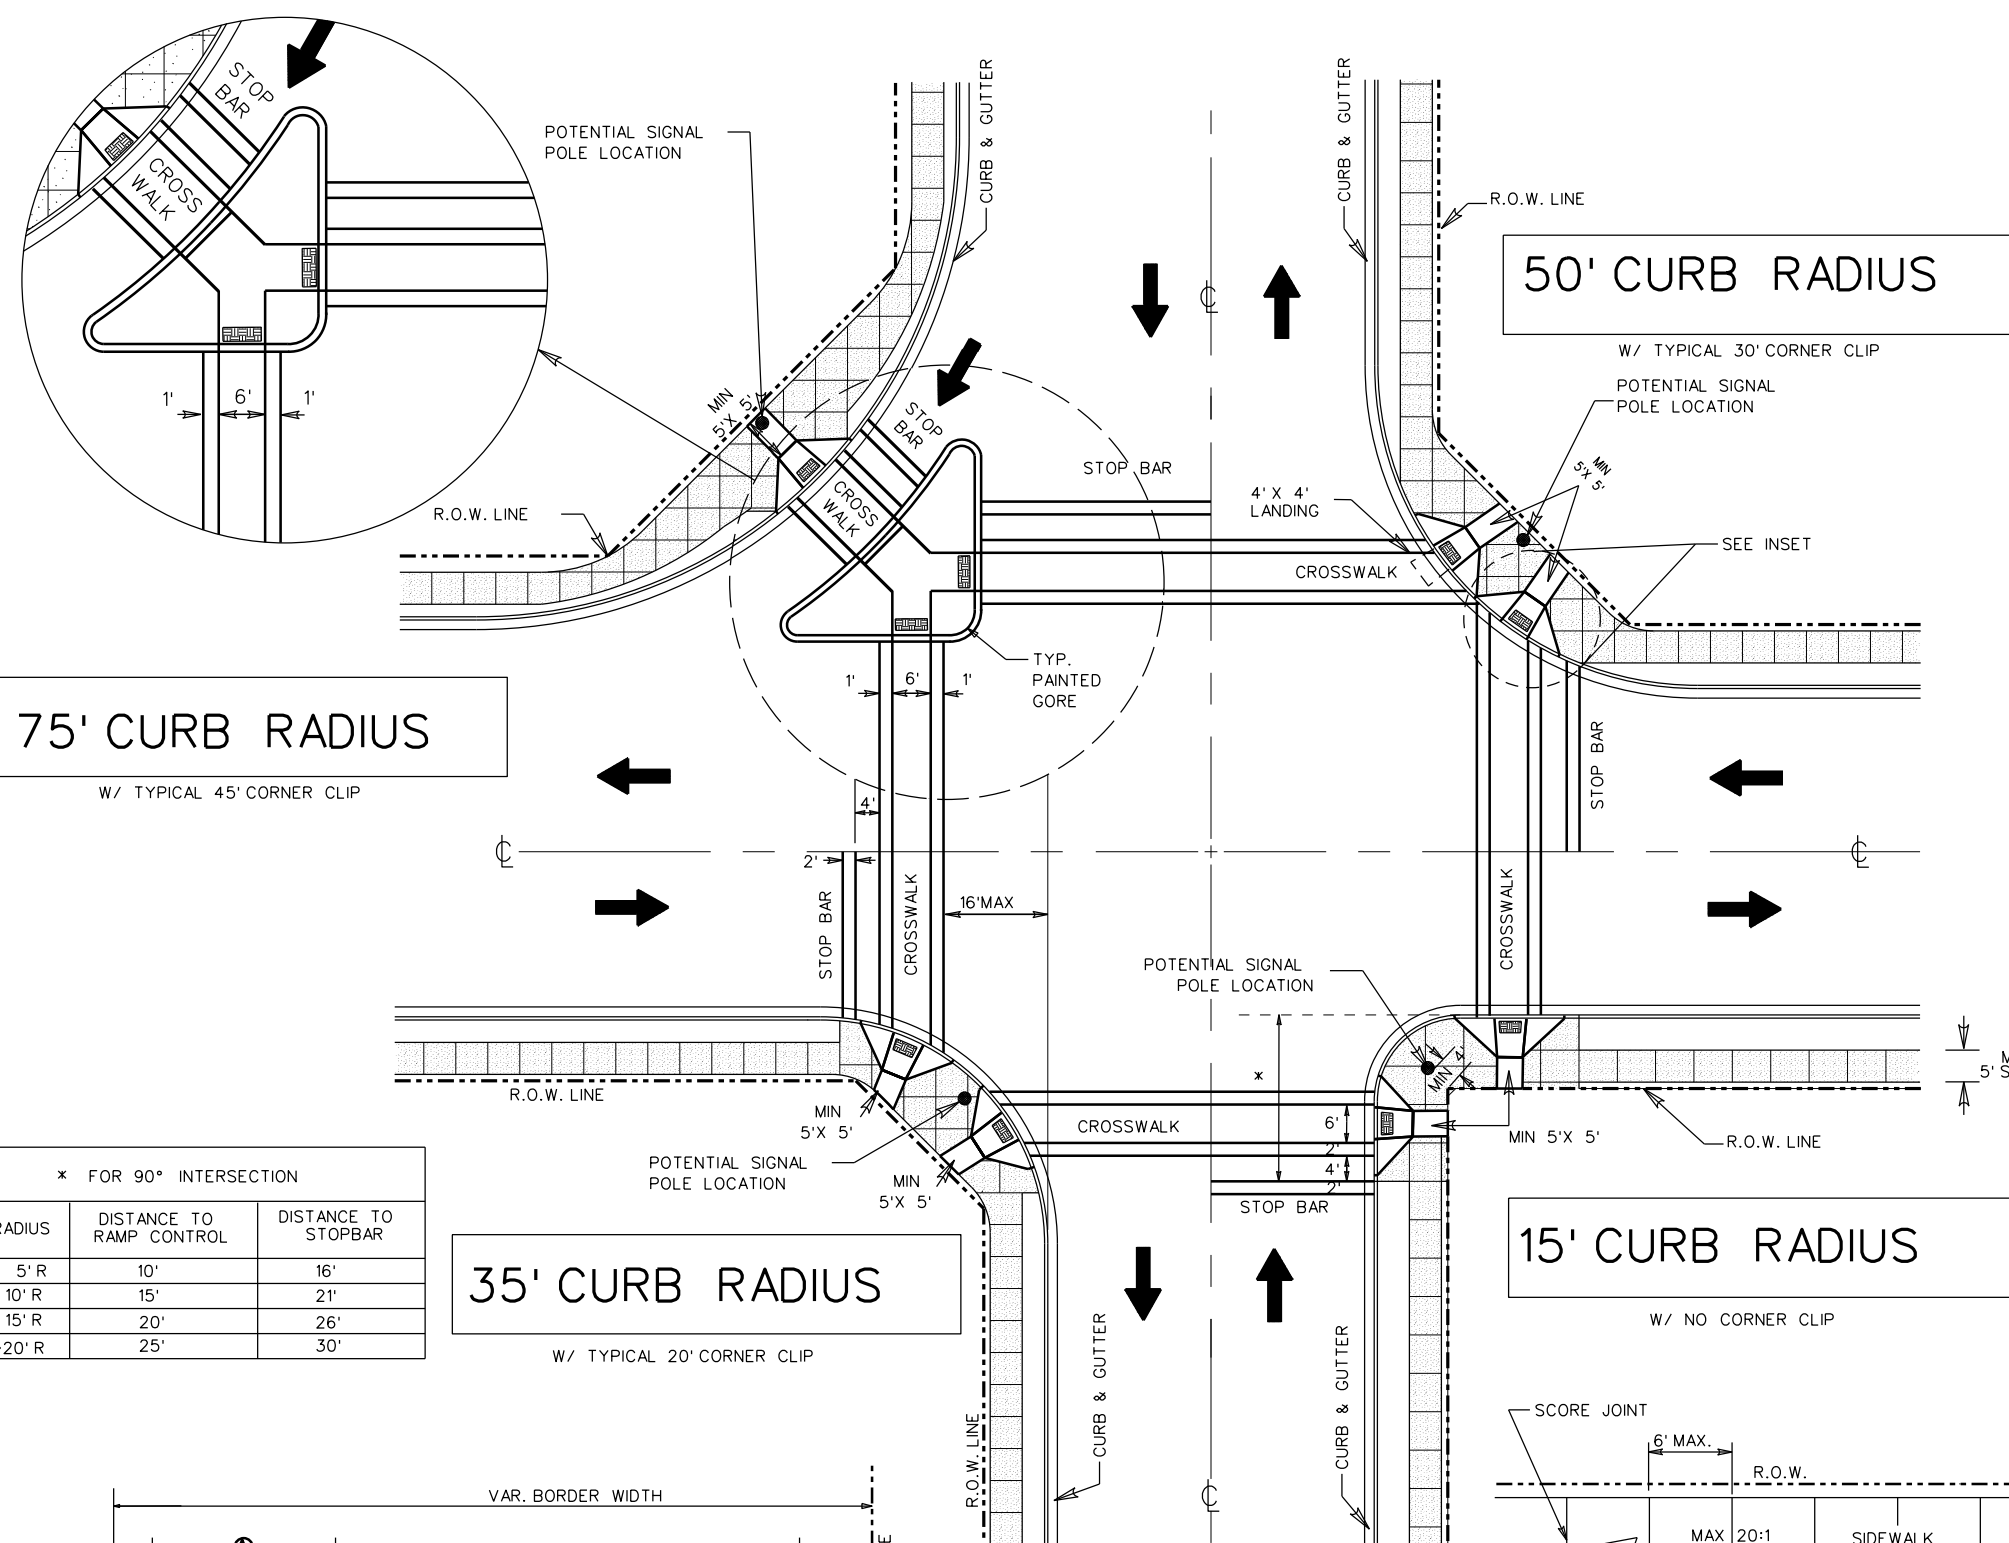 STOP
BAR
CROSS
WALK
1'
6'
1'
POTENTIAL SIGNAL
POLE LOCATION
CURB & GUTTER
CURB & GUTTER
R.O.W. LINE
50' CURB RADIUS
W/ TYPICAL 30' CORNER CLIP
POTENTIAL SIGNAL
POLE LOCATION
MIN
5'X 5'
MIN
5'X 5'
STOP
BAR
CROSS
WALK
STOP BAR
4' X 4'
LANDING
SEE INSET
CROSSWALK
R.O.W. LINE
TYP.
PAINTED
GORE
1'
6'
1'
75' CURB RADIUS
W/ TYPICAL 45' CORNER CLIP
STOP BAR
4'
2'
16'MAX
STOP BAR
CROSSWALK
CROSSWALK
POTENTIAL SIGNAL
POLE LOCATION
MIN 4'
R.O.W. LINE
MIN
5'X 5'
CROSSWALK
6'
2'
4'
2'
STOP BAR
*
MIN 5'X 5'
R.O.W. LINE
5' S
POTENTIAL SIGNAL
POLE LOCATION
MIN
5'X 5'
* FOR 90° INTERSECTION
RADIUS
DISTANCE TO
RAMP CONTROL
DISTANCE TO
STOPBAR
5' R 10' 16'
10' R 15' 21'
15' R 20' 26'
20' R 25' 30'
35' CURB RADIUS
W/ TYPICAL 20' CORNER CLIP
15' CURB RADIUS
W/ NO CORNER CLIP
R.O.W. LINE
CURB & GUTTER
CURB & GUTTER
VAR. BORDER WIDTH
SCORE JOINT
6' MAX.
R.O.W.
MAX 20:1
SIDEWALK